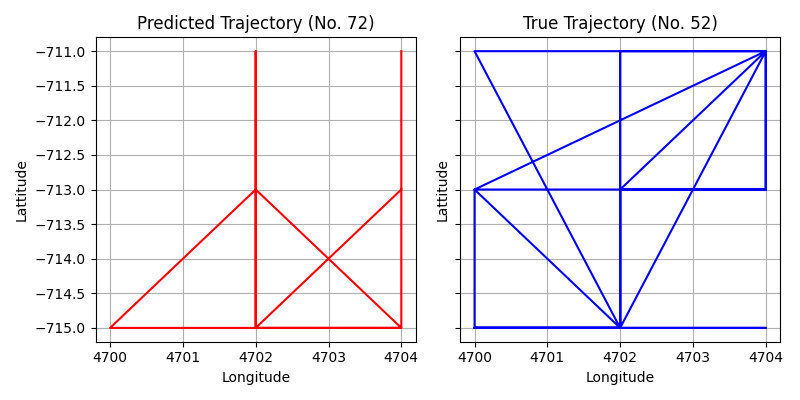 Predicted Trajectory (No. 72)
True Trajectory (No. 52)
−711.0
−711.5
−712.0
−712.5
−713.0
−713.5
−714.0
−714.5
−715.0
Lattitude
Lattitude
4700 4701 4702 4703 4704
4700 4701 4702 4703 4704
Longitude
Longitude